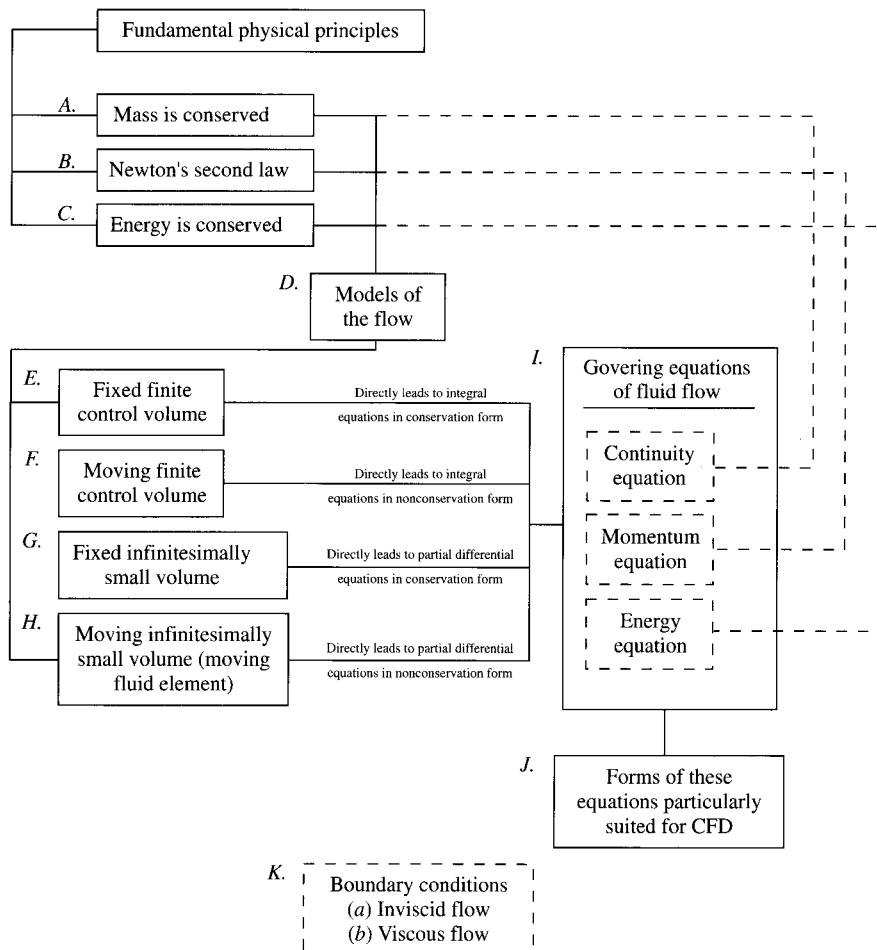 Fundamental physical principles
A.
Mass is conserved
B.
Newton's second law
C.
Energy is conserved
D.
Models of
the flow
E.
Fixed finite
control volume
Directly leads to integral
equations in conservation form
F.
Moving finite
control volume
Directly leads to integral
equations in nonconservation form
G.
Fixed infinitesimally
small volume
Directly leads to partial differential
equations in conservation form
H.
Moving infinitesimally
small volume (moving
fluid element)
Directly leads to partial differential
equations in nonconservation form
I.
Govering equations
of fluid flow
Continuity
equation
Momentum
equation
Energy
equation
J.
Forms of these
equations particularly
suited for CFD
K.
Boundary conditions
(a) Inviscid flow
(b) Viscous flow